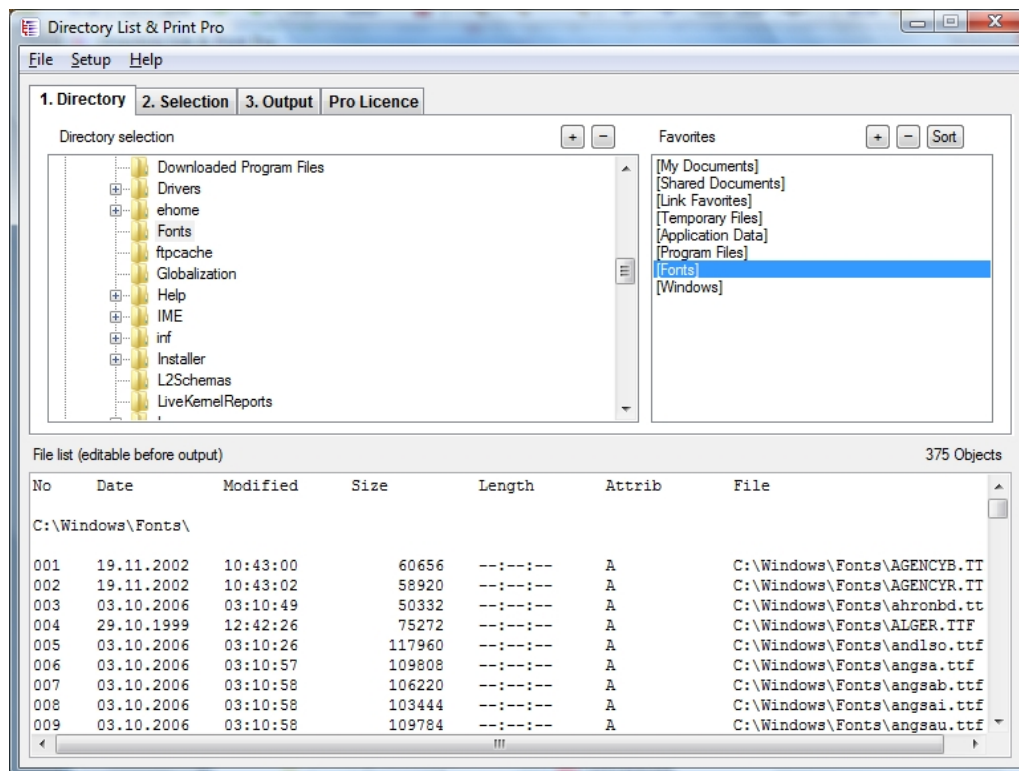 Directory List & Print Pro
File Setup Help
1. Directory 2. Selection 3. Output Pro Licence
Directory selection + − Favorites + − Sort
Downloaded Program Files
Drivers
ehome
Fonts
ftpcache
Globalization
Help
IME
inf
Installer
L2Schemas
LiveKernelReports
[My Documents]
[Shared Documents]
[Link Favorites]
[Temporary Files]
[Application Data]
[Program Files]
[Fonts]
[Windows]
File list (editable before output) 375 Objects
No Date Modified Size Length Attrib File
C:\Windows\Fonts\
001 19.11.2002 10:43:00 60656 --:--:-- A C:\Windows\Fonts\AGENCYB.TT
002 19.11.2002 10:43:02 58920 --:--:-- A C:\Windows\Fonts\AGENCYR.TT
003 03.10.2006 03:10:49 50332 --:--:-- A C:\Windows\Fonts\ahronbd.tt
004 29.10.1999 12:42:26 75272 --:--:-- A C:\Windows\Fonts\ALGER.TTF
005 03.10.2006 03:10:26 117960 --:--:-- A C:\Windows\Fonts\andlso.ttf
006 03.10.2006 03:10:57 109808 --:--:-- A C:\Windows\Fonts\angsa.ttf
007 03.10.2006 03:10:58 106220 --:--:-- A C:\Windows\Fonts\angsab.ttf
008 03.10.2006 03:10:58 103444 --:--:-- A C:\Windows\Fonts\angsai.ttf
009 03.10.2006 03:10:58 109784 --:--:-- A C:\Windows\Fonts\angsau.ttf